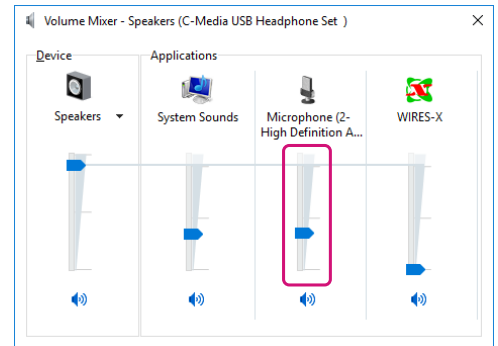 Volume Mixer - Speakers (C-Media USB Headphone Set )
Device
Applications
Speakers
System Sounds
Microphone (2-
High Definition A...
WIRES-X